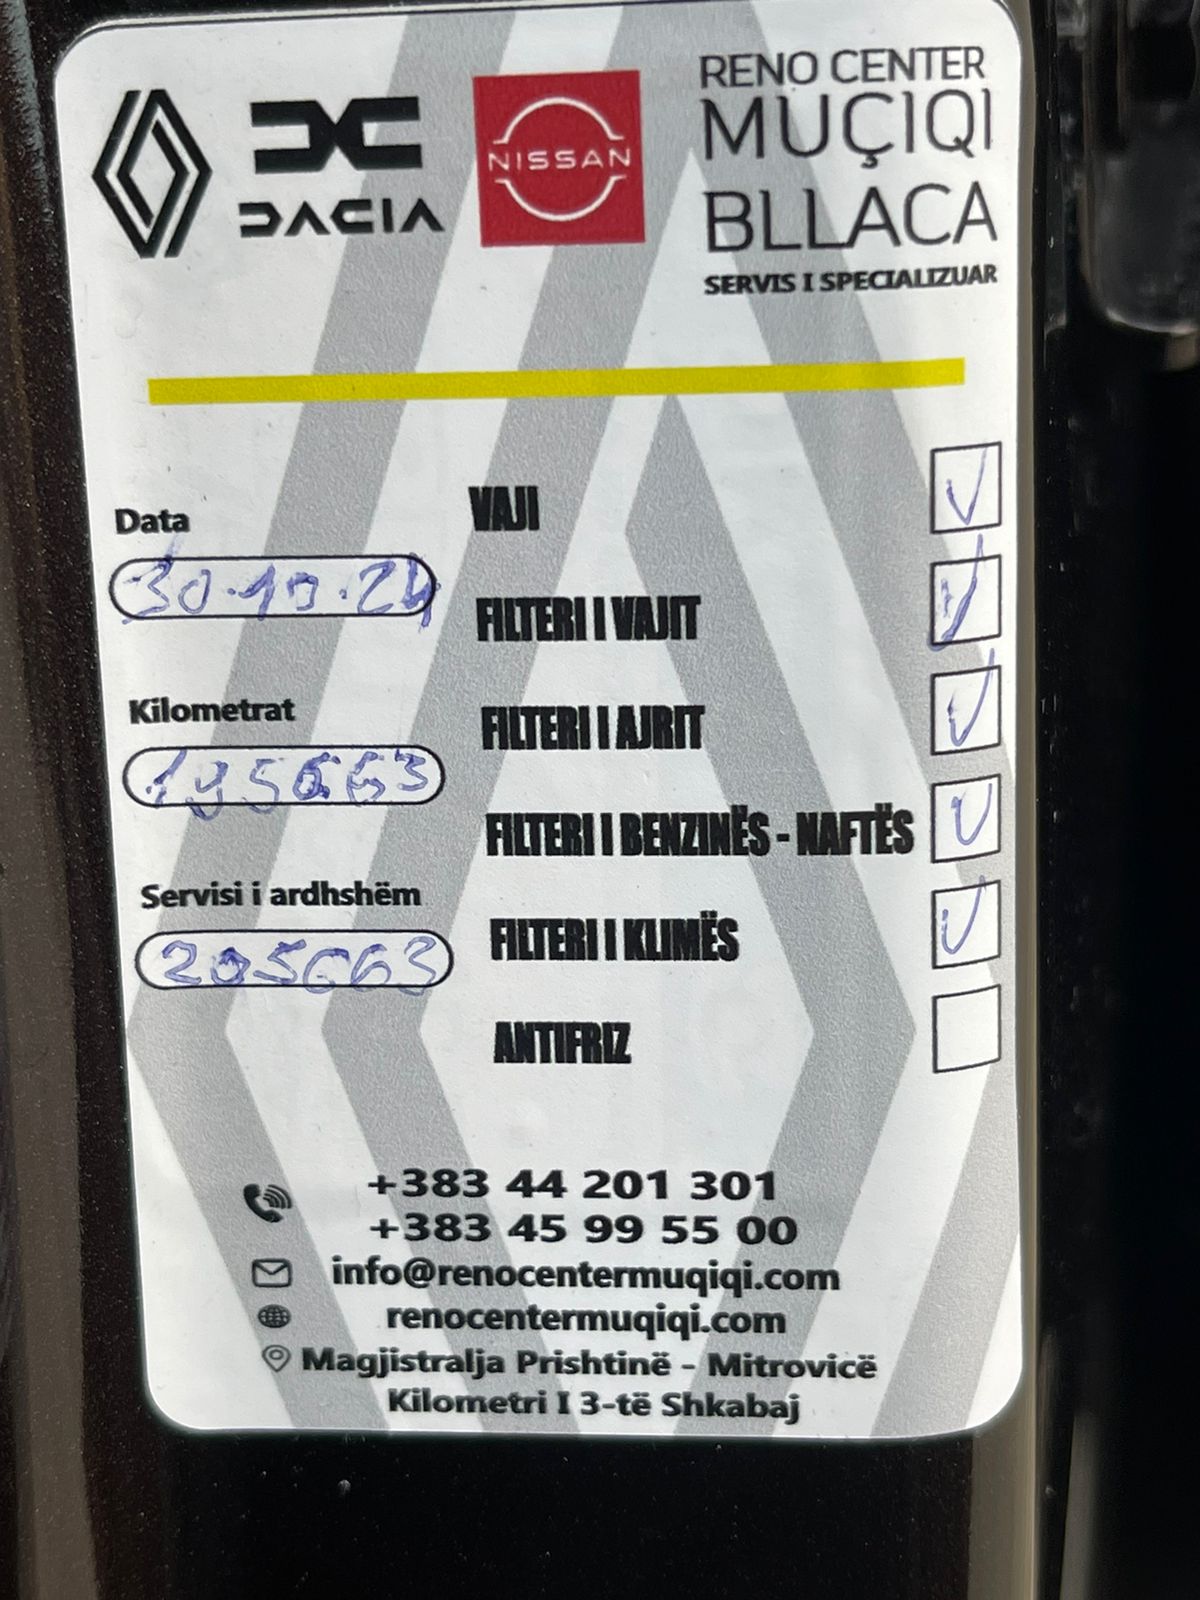 RENO CENTER
MUÇIQI
BLLACA
SERVIS I SPECIALIZUAR
DACIA
NISSAN
Data
30.10.24
Kilometrat
195663
Servisi i ardhshëm
205663
VAJI
FILTERI I VAJIT
FILTERI I AJRIT
FILTERI I BENZINËS - NAFTËS
FILTERI I KLIMËS
ANTIFRIZ
+383 44 201 301
+383 45 99 55 00
info@renocentermuqiqi.com
renocentermuqiqi.com
Magjistralja Prishtinë - Mitrovicë
Kilometri I 3-të Shkabaj